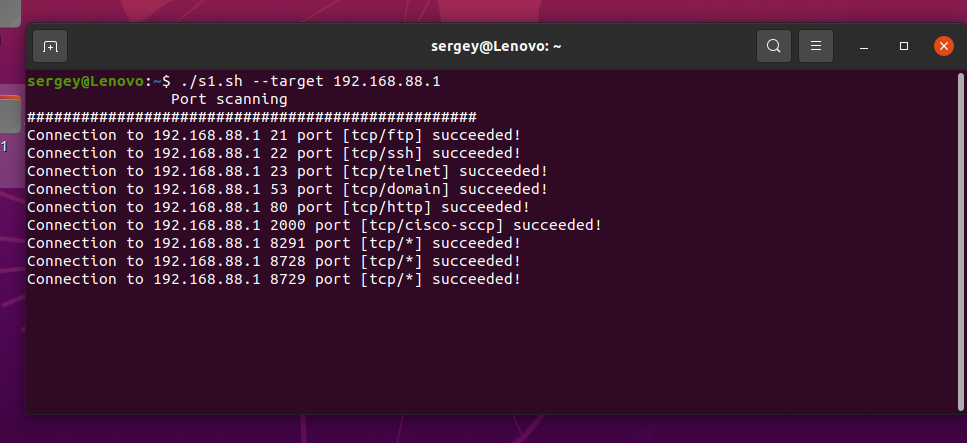 sergey@Lenovo: ~
sergey@Lenovo:~$ ./s1.sh --target 192.168.88.1
Port scanning
##################################################
Connection to 192.168.88.1 21 port [tcp/ftp] succeeded!
Connection to 192.168.88.1 22 port [tcp/ssh] succeeded!
Connection to 192.168.88.1 23 port [tcp/telnet] succeeded!
Connection to 192.168.88.1 53 port [tcp/domain] succeeded!
Connection to 192.168.88.1 80 port [tcp/http] succeeded!
Connection to 192.168.88.1 2000 port [tcp/cisco-sccp] succeeded!
Connection to 192.168.88.1 8291 port [tcp/*] succeeded!
Connection to 192.168.88.1 8728 port [tcp/*] succeeded!
Connection to 192.168.88.1 8729 port [tcp/*] succeeded!
1